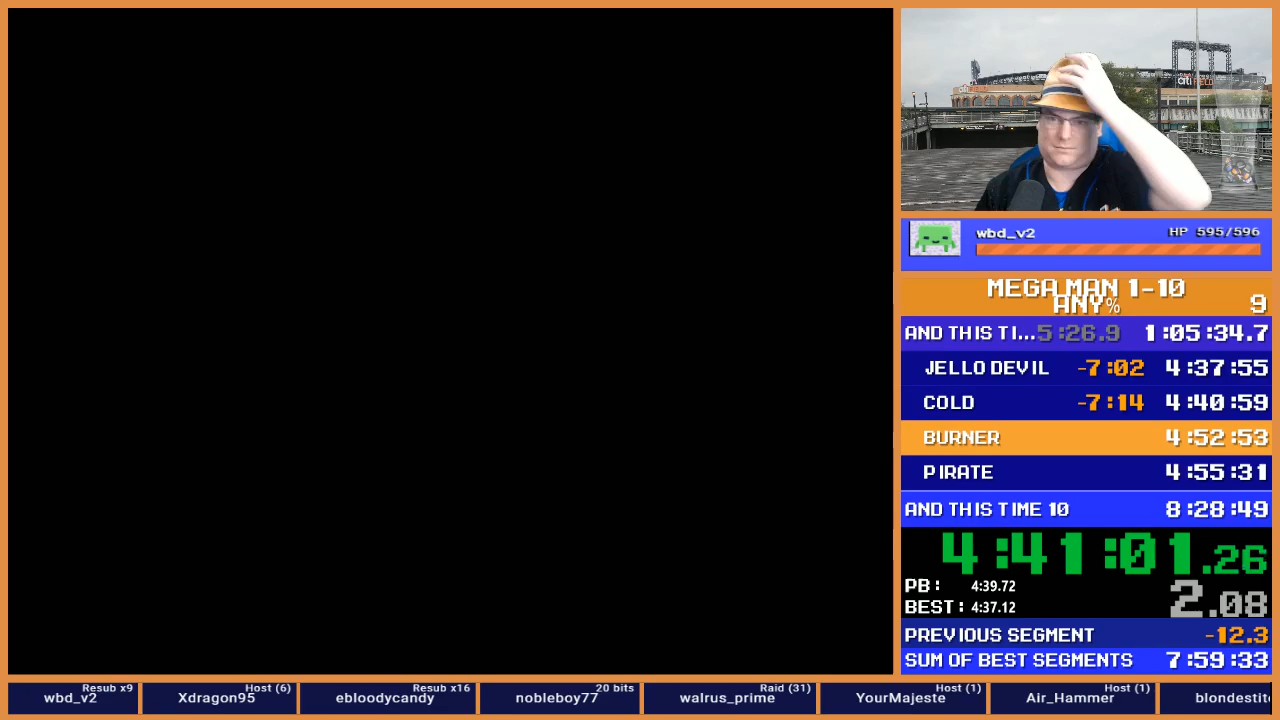 citi FIELD
wbd_v2 HP 595/596
MEGA MAN 1-10
ANY% 9
AND THIS TI... 5:26.9 1:05:34.7
JELLO DEVIL -7:02 4:37:55
COLD -7:14 4:40:59
BURNER 4:52:53
PIRATE 4:55:31
AND THIS TIME 10 8:28:49
4:41:01.26
PB: 4:39.72
BEST: 4:37.12
2.08
PREVIOUS SEGMENT -12.3
SUM OF BEST SEGMENTS 7:59:33
Resub x9
wbd_v2
Host (6)
Xdragon95
Resub x16
ebloodycandy
20 bits
nobleboy77
Raid (31)
walrus_prime
Host (1)
YourMajeste
Host (1)
Air_Hammer
blondestit